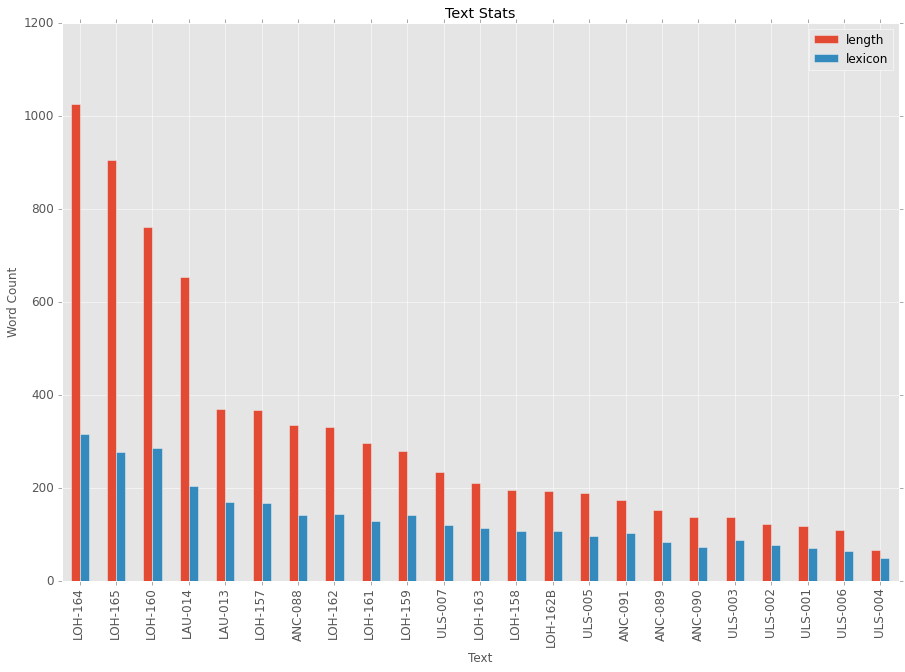 Text Stats
length
lexicon
1200
1000
800
600
400
200
0
Word Count
LOH-164
LOH-165
LOH-160
LAU-014
LAU-013
LOH-157
ANC-088
LOH-162
LOH-161
LOH-159
ULS-007
LOH-163
LOH-158
LOH-162B
ULS-005
ANC-091
ANC-089
ANC-090
ULS-003
ULS-002
ULS-001
ULS-006
ULS-004
Text